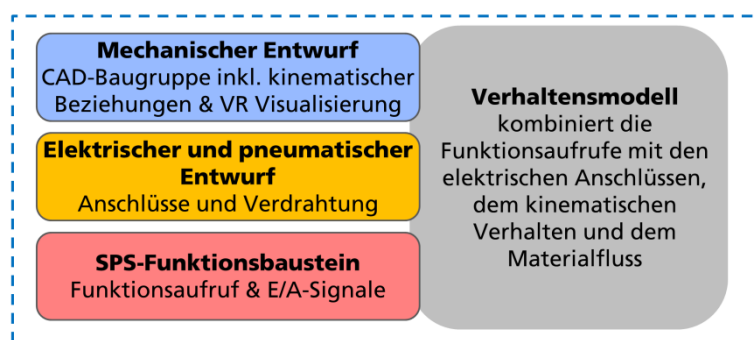 Mechanischer Entwurf
CAD-Baugruppe inkl. kinematischer
Beziehungen & VR Visualisierung
Elektrischer und pneumatischer
Entwurf
Anschlüsse und Verdrahtung
SPS-Funktionsbaustein
Funktionsaufruf & E/A-Signale
Verhaltensmodell
kombiniert die
Funktionsaufrufe mit den
elektrischen Anschlüssen,
dem kinematischen
Verhalten und dem
Materialfluss